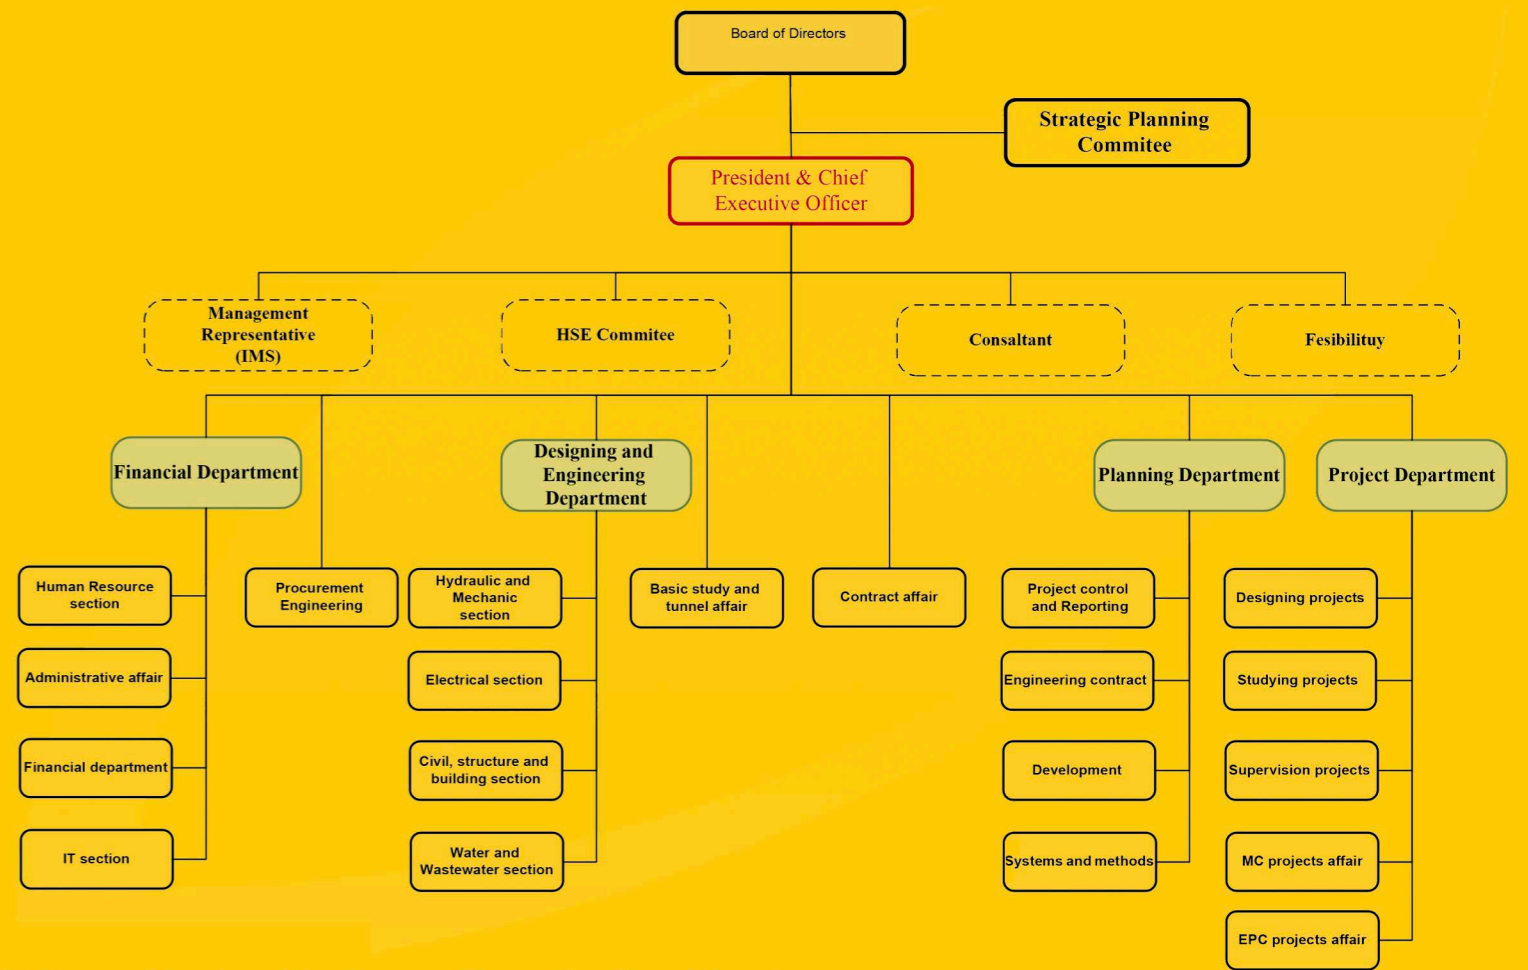 Board of Directors
Strategic Planning
Commitee
President & Chief
Executive Officer
Management
Representative
(IMS)
HSE Commitee
Consaltant
Fesibilituy
Financial Department
Designing and
Engineering
Department
Planning Department
Project Department
Human Resource
section
Procurement
Engineering
Hydraulic and
Mechanic
section
Basic study and
tunnel affair
Contract affair
Project control
and Reporting
Designing projects
Administrative affair
Electrical section
Engineering contract
Studying projects
Financial department
Civil, structure and
building section
Development
Supervision projects
IT section
Water and
Wastewater section
Systems and methods
MC projects affair
EPC projects affair